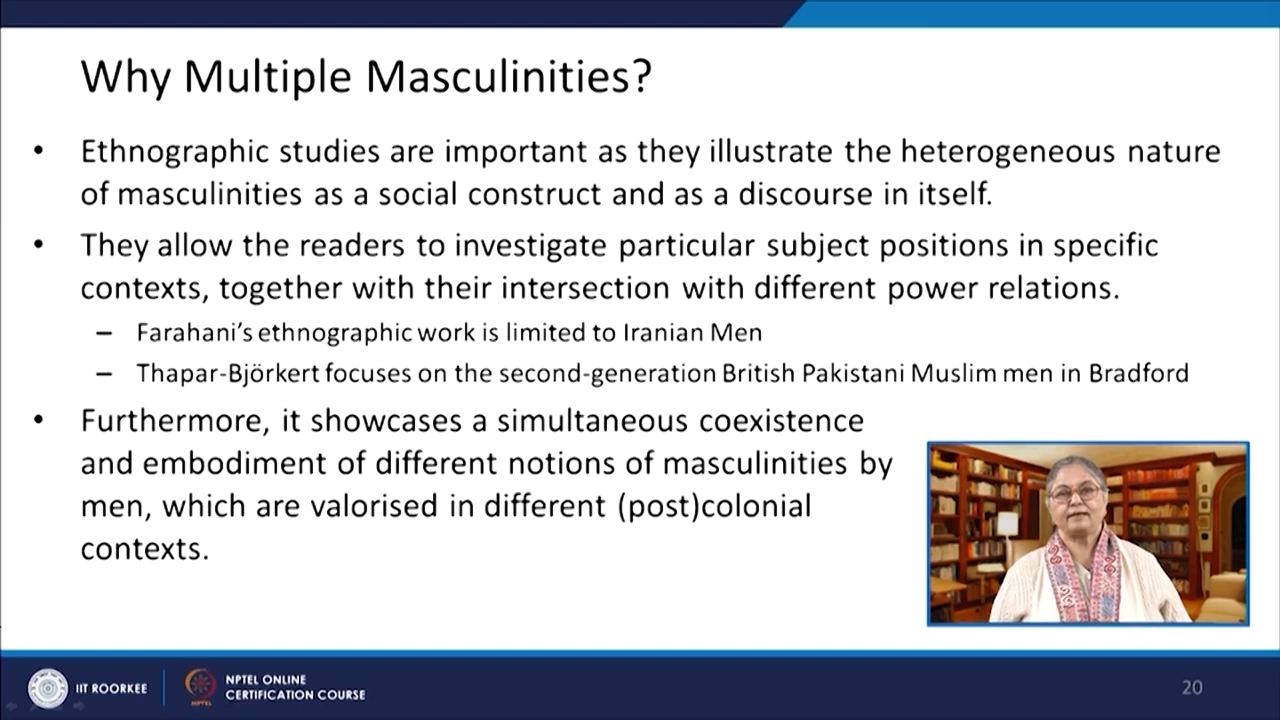 Why Multiple Masculinities?
• Ethnographic studies are important as they illustrate the heterogeneous nature
of masculinities as a social construct and as a discourse in itself.
• They allow the readers to investigate particular subject positions in specific
contexts, together with their intersection with different power relations.
– Farahani's ethnographic work is limited to Iranian Men
– Thapar-Björkert focuses on the second-generation British Pakistani Muslim men in Bradford
• Furthermore, it showcases a simultaneous coexistence
and embodiment of different notions of masculinities by
men, which are valorised in different (post)colonial
contexts.
IIT ROORKEE
NPTEL
NPTEL ONLINE
CERTIFICATION COURSE
20